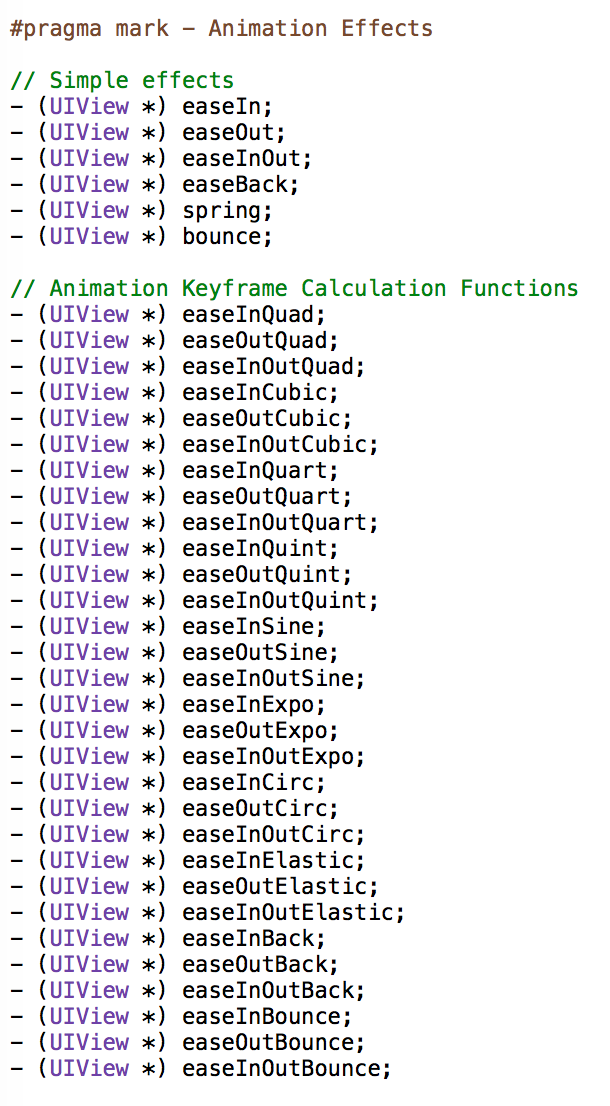 #pragma mark – Animation Effects
// Simple effects
– (UIView *) easeIn;
– (UIView *) easeOut;
– (UIView *) easeInOut;
– (UIView *) easeBack;
– (UIView *) spring;
– (UIView *) bounce;
// Animation Keyframe Calculation Functions
– (UIView *) easeInQuad;
– (UIView *) easeOutQuad;
– (UIView *) easeInOutQuad;
– (UIView *) easeInCubic;
– (UIView *) easeOutCubic;
– (UIView *) easeInOutCubic;
– (UIView *) easeInQuart;
– (UIView *) easeOutQuart;
– (UIView *) easeInOutQuart;
– (UIView *) easeInQuint;
– (UIView *) easeOutQuint;
– (UIView *) easeInOutQuint;
– (UIView *) easeInSine;
– (UIView *) easeOutSine;
– (UIView *) easeInOutSine;
– (UIView *) easeInExpo;
– (UIView *) easeOutExpo;
– (UIView *) easeInOutExpo;
– (UIView *) easeInCirc;
– (UIView *) easeOutCirc;
– (UIView *) easeInOutCirc;
– (UIView *) easeInElastic;
– (UIView *) easeOutElastic;
– (UIView *) easeInOutElastic;
– (UIView *) easeInBack;
– (UIView *) easeOutBack;
– (UIView *) easeInOutBack;
– (UIView *) easeInBounce;
– (UIView *) easeOutBounce;
– (UIView *) easeInOutBounce;